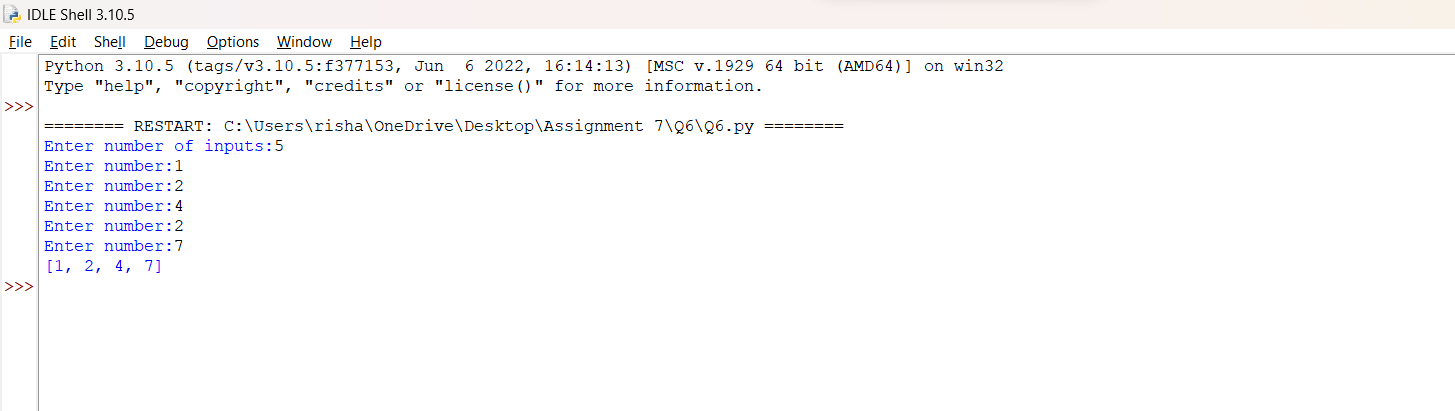 IDLE Shell 3.10.5
File Edit Shell Debug Options Window Help
Python 3.10.5 (tags/v3.10.5:f377153, Jun  6 2022, 16:14:13) [MSC v.1929 64 bit (AMD64)] on win32
Type "help", "copyright", "credits" or "license()" for more information.
>>>
======== RESTART: C:\Users\risha\OneDrive\Desktop\Assignment 7\Q6\Q6.py ========
Enter number of inputs:5
Enter number:1
Enter number:2
Enter number:4
Enter number:2
Enter number:7
[1, 2, 4, 7]
>>>